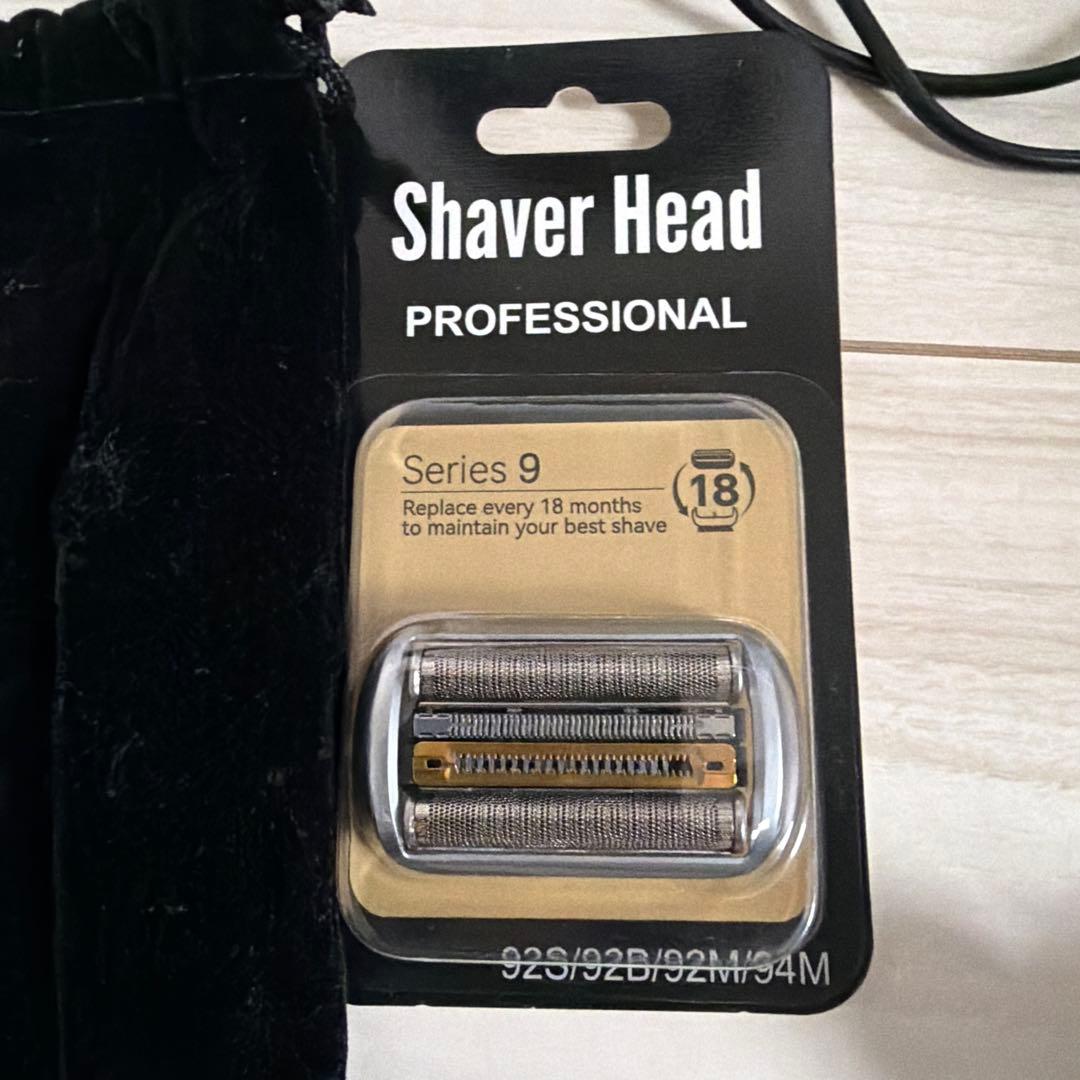 Shaver Head
PROFESSIONAL
Series 9
Replace every 18 months
to maintain your best shave
18
92S/92B/92M/94M